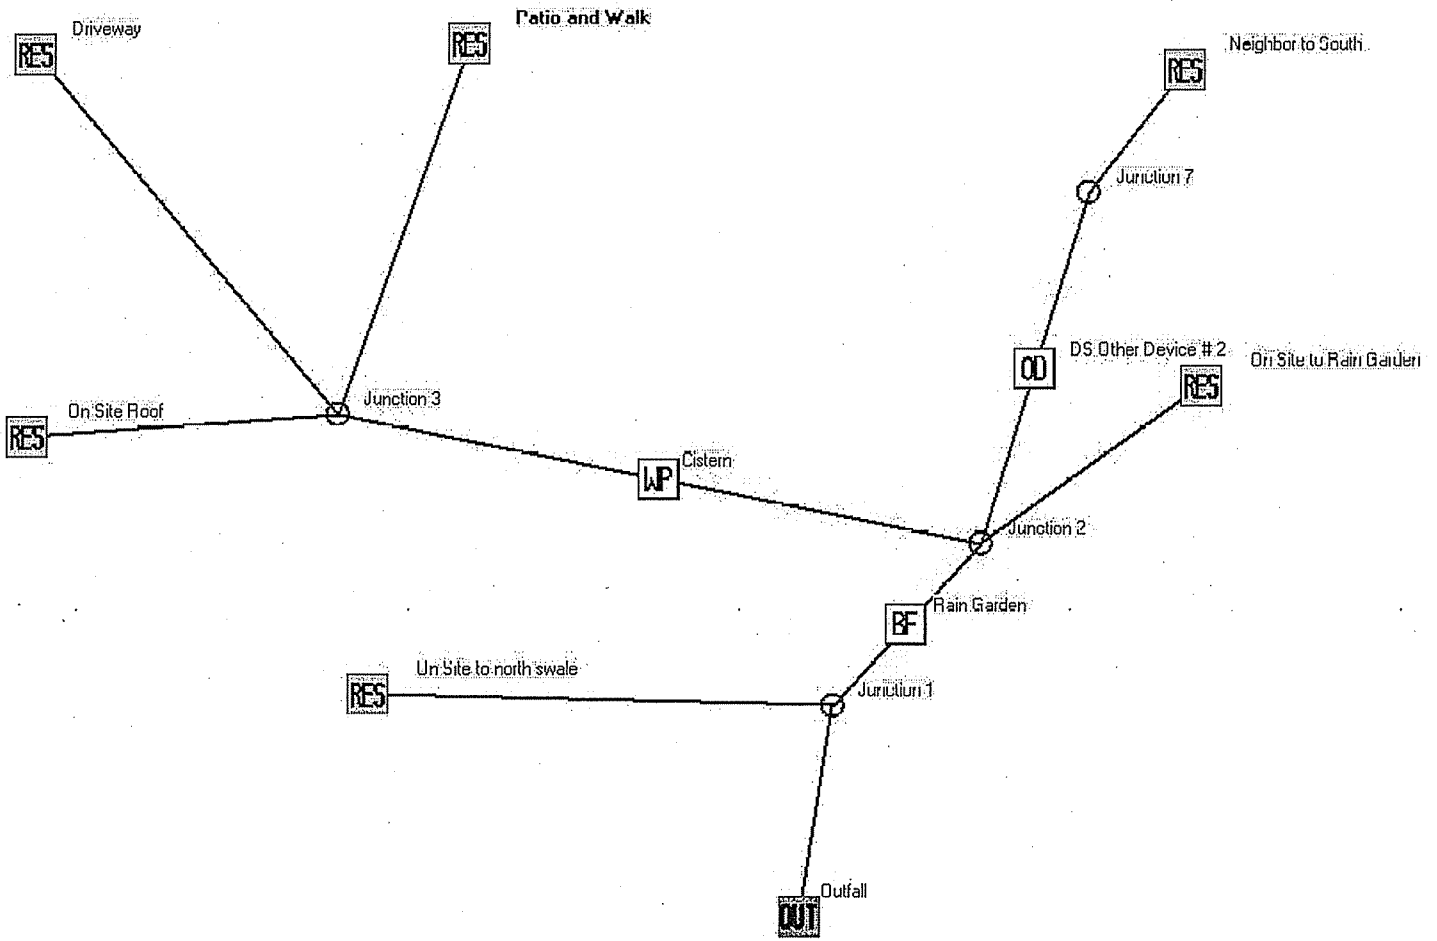 Driveway
RES
Patio and Walk
RES
Neighbor to South
RES
Junction 7
DS Other Device # 2
OD
On Site to Rain Garden
RES
On Site Roof
RES
Junction 3
Cistern
WP
Junction 2
Rain Garden
BF
On Site to north swale
RES
Junction 1
Outfall
OUT